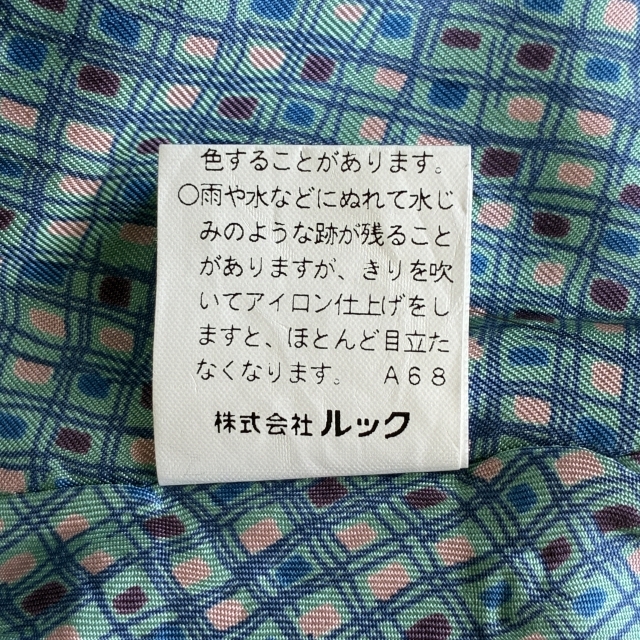 色することがあります。
○雨や水などにぬれて水じ
みのような跡が残ること
がありますが、きりを吹
いてアイロン仕上げをし
ますと、ほとんど目立た
なくなります。 A68
株式会社ルック